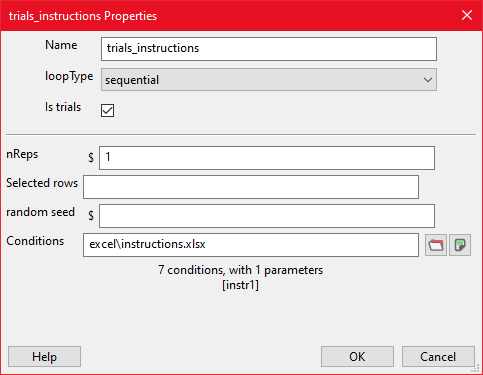 trials_instructions Properties
Name trials_instructions
loopType sequential
Is trials
nReps $ 1
Selected rows
random seed $
Conditions excel\instructions.xlsx
7 conditions, with 1 parameters
[instr1]
Help OK Cancel